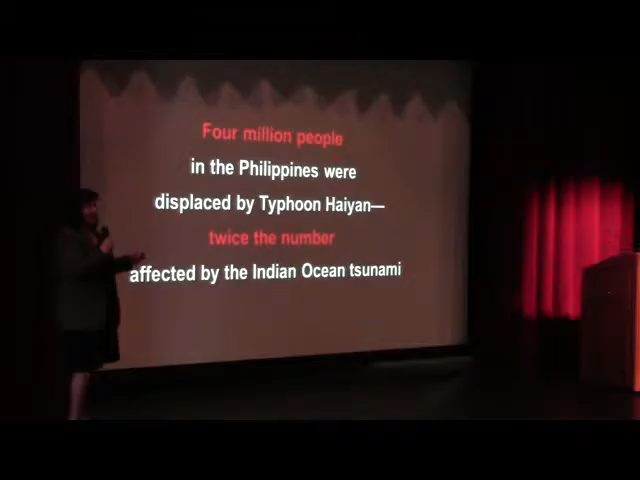 Four million people
in the Philippines were
displaced by Typhoon Haiyan—
twice the number
affected by the Indian Ocean tsunami